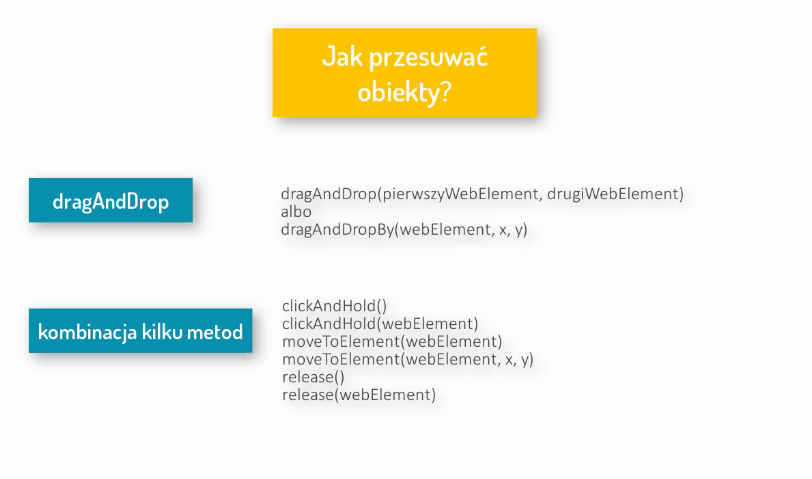 Jak przesuwać
obiekty?
dragAndDrop
dragAndDrop(pierwszyWebElement, drugiWebElement)
albo
dragAndDropBy(webElement, x, y)
kombinacja kilku metod
clickAndHold()
clickAndHold(webElement)
moveToElement(webElement)
moveToElement(webElement, x, y)
release()
release(webElement)